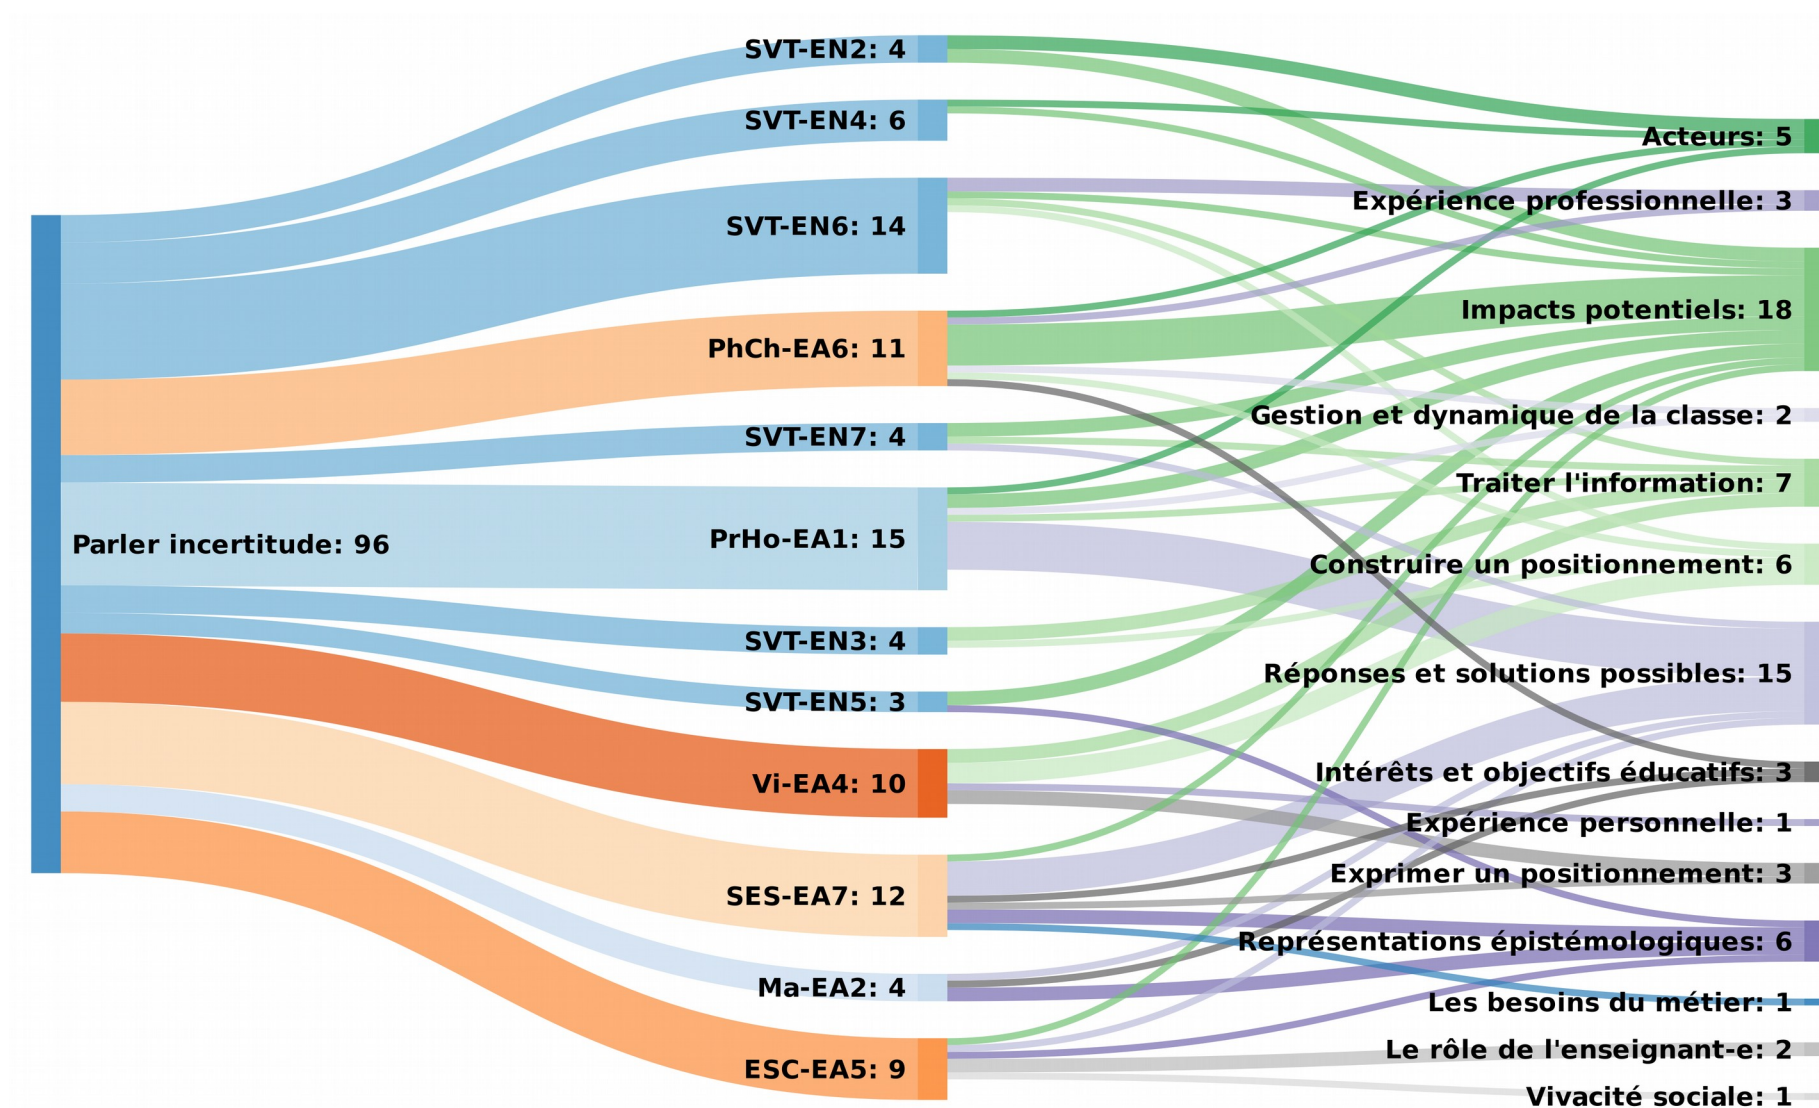 Parler incertitude: 96
SVT-EN2: 4
SVT-EN4: 6
SVT-EN6: 14
PhCh-EA6: 11
SVT-EN7: 4
PrHo-EA1: 15
SVT-EN3: 4
SVT-EN5: 3
Vi-EA4: 10
SES-EA7: 12
Ma-EA2: 4
ESC-EA5: 9
Acteurs: 5
Expérience professionnelle: 3
Impacts potentiels: 18
Gestion et dynamique de la classe: 2
Traiter l'information: 7
Construire un positionnement: 6
Réponses et solutions possibles: 15
Intérêts et objectifs éducatifs: 3
Expérience personnelle: 1
Exprimer un positionnement: 3
Représentations épistémologiques: 6
Les besoins du métier: 1
Le rôle de l'enseignant-e: 2
Vivacité sociale: 1